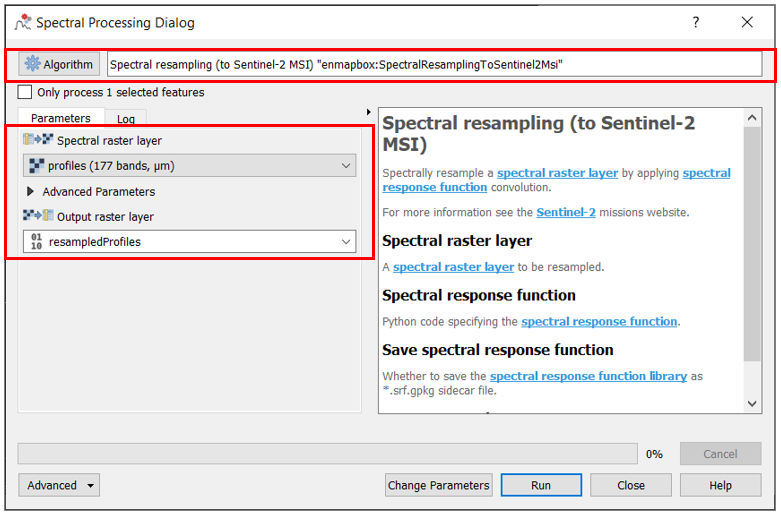 Spectral Processing Dialog
Algorithm
Spectral resampling (to Sentinel-2 MSI) "enmapbox:SpectralResamplingToSentinel2Msi"
Only process 1 selected features
Parameters
Log
Spectral raster layer
profiles (177 bands, μm)
Advanced Parameters
Output raster layer
01
10
resampledProfiles
Spectral resampling (to Sentinel-2
MSI)
Spectrally resample a spectral raster layer by applying spectral
response function convolution.
For more information see the Sentinel-2 missions website.
Spectral raster layer
A spectral raster layer to be resampled.
Spectral response function
Python code specifying the spectral response function.
Save spectral response function
Whether to save the spectral response function library as
*.srf.gpkg sidecar file.
0%
Cancel
Advanced
Change Parameters
Run
Close
Help